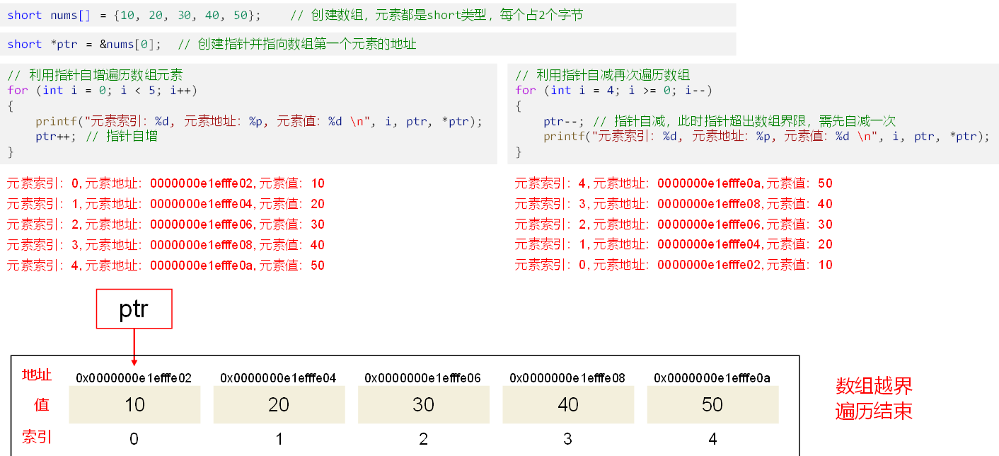 short nums[] = {10, 20, 30, 40, 50};    // 创建数组，元素都是short类型，每个占2个字节
short *ptr = &nums[0];  // 创建指针并指向数组第一个元素的地址
// 利用指针自增遍历数组元素
for (int i = 0; i < 5; i++)
{
    printf("元素索引：%d, 元素地址：%p, 元素值：%d \n", i, ptr, *ptr);
    ptr++; // 指针自增
}
元素索引：0,元素地址：0000000e1efffe02,元素值：10
元素索引：1,元素地址：0000000e1efffe04,元素值：20
元素索引：2,元素地址：0000000e1efffe06,元素值：30
元素索引：3,元素地址：0000000e1efffe08,元素值：40
元素索引：4,元素地址：0000000e1efffe0a,元素值：50
// 利用指针自减再次遍历数组
for (int i = 4; i >= 0; i--)
{
    ptr--; // 指针自减，此时指针超出数组界限，需先自减一次
    printf("元素索引：%d, 元素地址：%p, 元素值：%d \n", i, ptr, *ptr);
}
元素索引：4,元素地址：0000000e1efffe0a,元素值：50
元素索引：3,元素地址：0000000e1efffe08,元素值：40
元素索引：2,元素地址：0000000e1efffe06,元素值：30
元素索引：1,元素地址：0000000e1efffe04,元素值：20
元素索引：0,元素地址：0000000e1efffe02,元素值：10
ptr
地址 0x0000000e1efffe02 0x0000000e1efffe04 0x0000000e1efffe06 0x0000000e1efffe08 0x0000000e1efffe0a
值 10 20 30 40 50
索引 0 1 2 3 4
数组越界
遍历结束